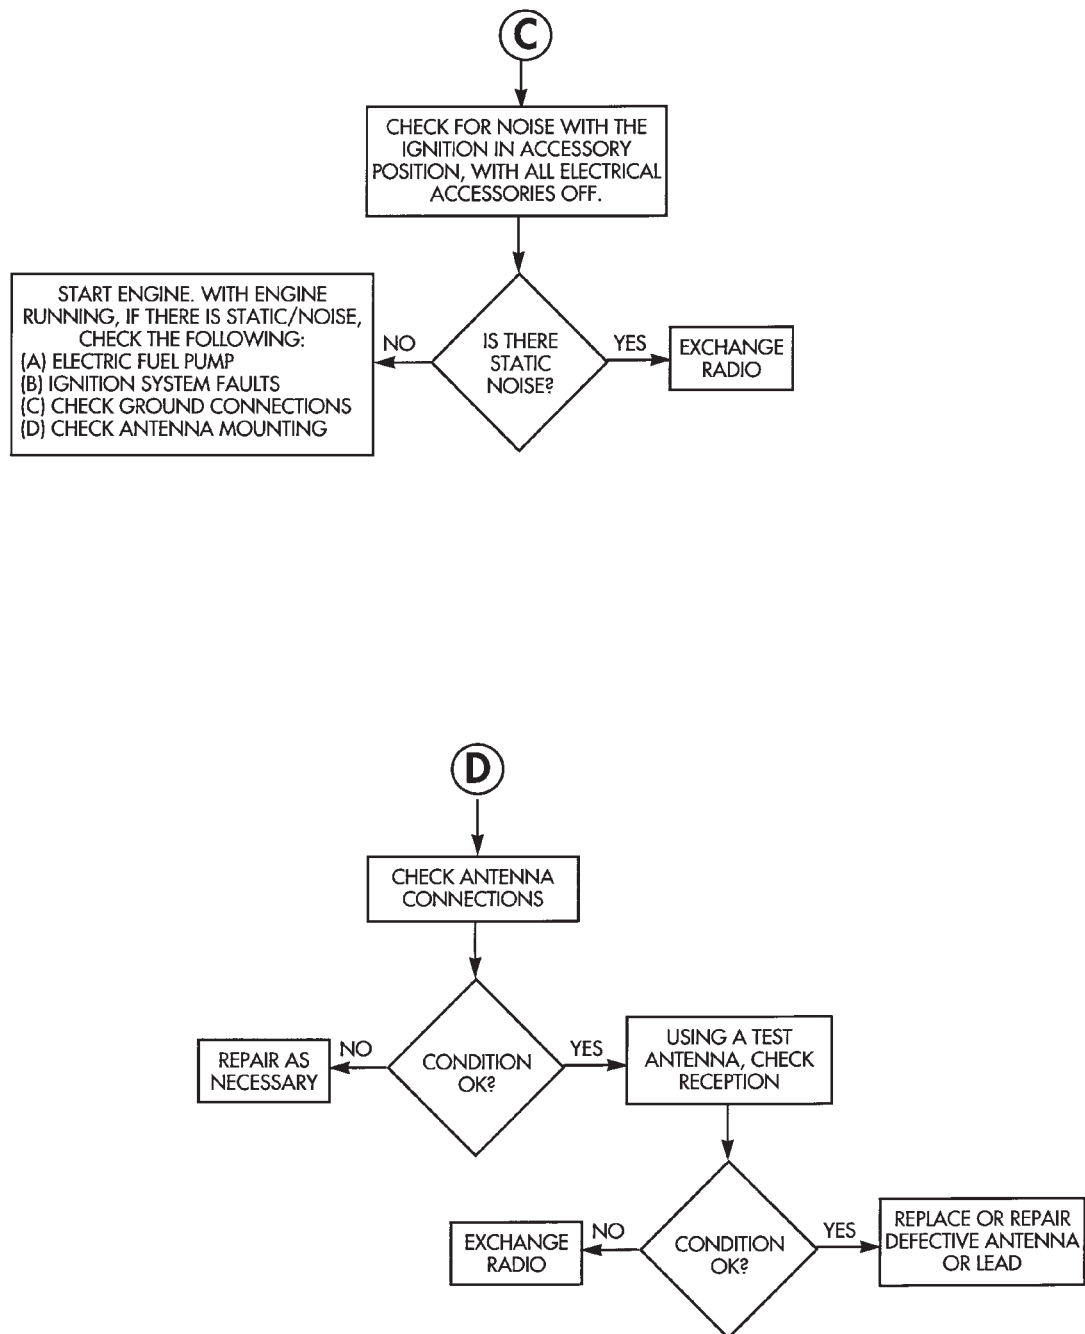 C
CHECK FOR NOISE WITH THE
IGNITION IN ACCESSORY
POSITION, WITH ALL ELECTRICAL
ACCESSORIES OFF.
START ENGINE. WITH ENGINE
RUNNING, IF THERE IS STATIC/NOISE,
CHECK THE FOLLOWING:
(A) ELECTRIC FUEL PUMP
(B) IGNITION SYSTEM FAULTS
(C) CHECK GROUND CONNECTIONS
(D) CHECK ANTENNA MOUNTING
NO
IS THERE
STATIC
NOISE?
YES
EXCHANGE
RADIO
D
CHECK ANTENNA
CONNECTIONS
REPAIR AS
NECESSARY
NO
CONDITION
OK?
YES
USING A TEST
ANTENNA, CHECK
RECEPTION
EXCHANGE
RADIO
NO
CONDITION
OK?
YES
REPLACE OR REPAIR
DEFECTIVE ANTENNA
OR LEAD